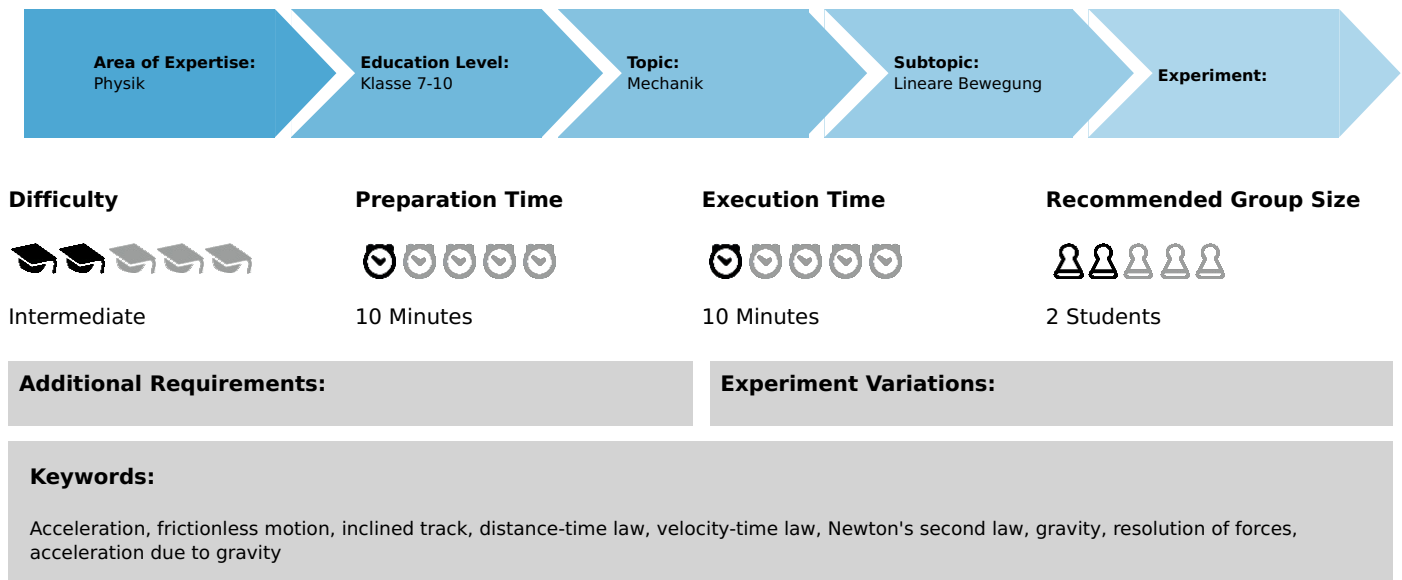 Area of Expertise:
Physik
Education Level:
Klasse 7-10
Topic:
Mechanik
Subtopic:
Lineare Bewegung
Experiment:
Difficulty
Intermediate
Preparation Time
10 Minutes
Execution Time
10 Minutes
Recommended Group Size
2 Students
Additional Requirements:
Experiment Variations:
Keywords:
Acceleration, frictionless motion, inclined track, distance-time law, velocity-time law, Newton's second law, gravity, resolution of forces,
acceleration due to gravity